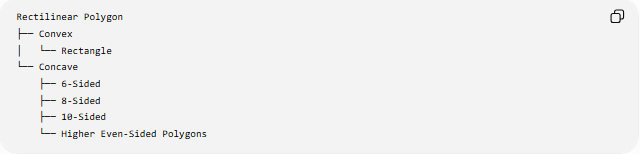 Rectilinear Polygon
├── Convex
│   └── Rectangle
└── Concave
    ├── 6-Sided
    ├── 8-Sided
    ├── 10-Sided
    └── Higher Even-Sided Polygons